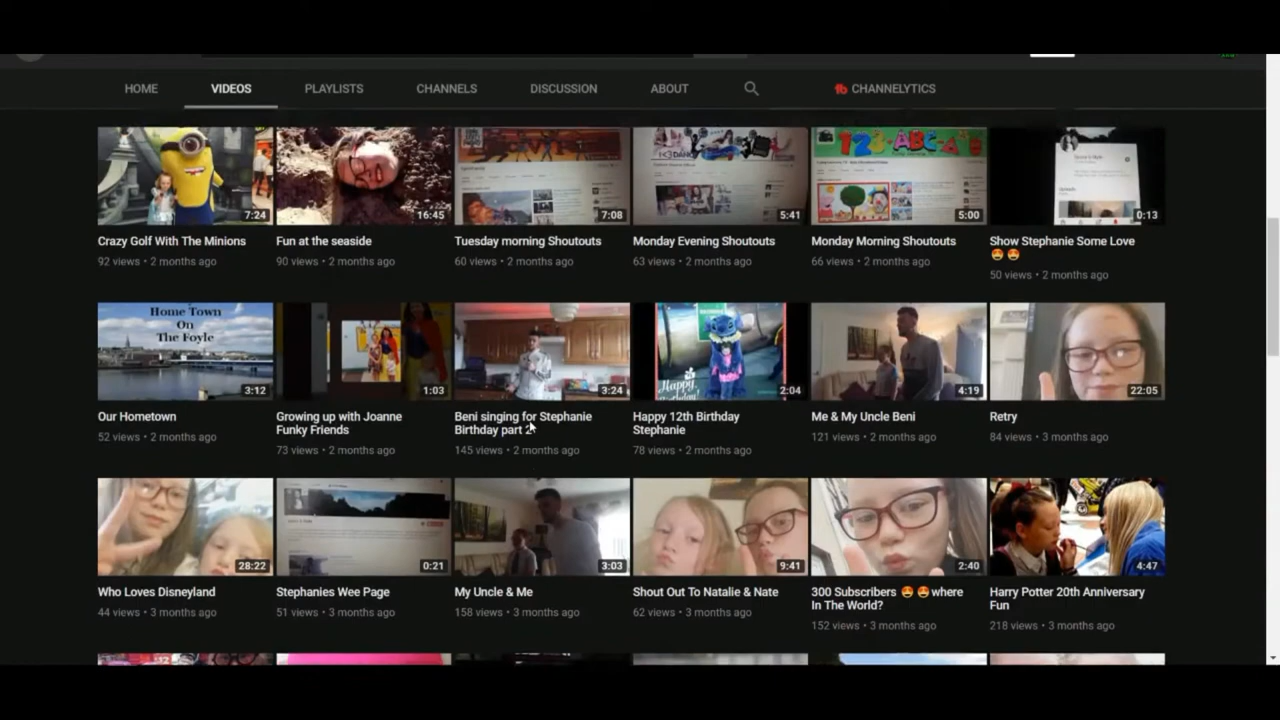 HOME VIDEOS PLAYLISTS CHANNELS DISCUSSION ABOUT CHANNELYTICS
7:24 16:45 7:08 5:41 5:00 0:13
Crazy Golf With The Minions Fun at the seaside Tuesday morning Shoutouts Monday Evening Shoutouts Monday Morning Shoutouts Show Stephanie Some Love
😍 😍
92 views • 2 months ago 90 views • 2 months ago 60 views • 2 months ago 63 views • 2 months ago 66 views • 2 months ago
50 views • 2 months ago
Home Town
On
The Foyle
Happy
3:12 1:03 3:24 2:04 4:19 22:05
Our Hometown Growing up with Joanne Beni singing for Stephanie Happy 12th Birthday Me & My Uncle Beni Retry
Funky Friends Birthday part 2 Stephanie
52 views • 2 months ago 121 views • 2 months ago 84 views • 3 months ago
73 views • 2 months ago 145 views • 2 months ago 78 views • 2 months ago
28:22 0:21 3:03 9:41 2:40 4:47
Who Loves Disneyland Stephanies Wee Page My Uncle & Me Shout Out To Natalie & Nate 300 Subscribers 😍 😍 where Harry Potter 20th Anniversary
In The World? Fun
44 views • 3 months ago 51 views • 3 months ago 158 views • 3 months ago 62 views • 3 months ago
152 views • 3 months ago 218 views • 3 months ago